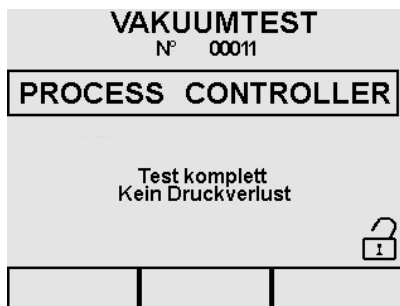 VAKUUMTEST
N° 00011
PROCESS CONTROLLER
Test komplett
Kein Druckverlust
I